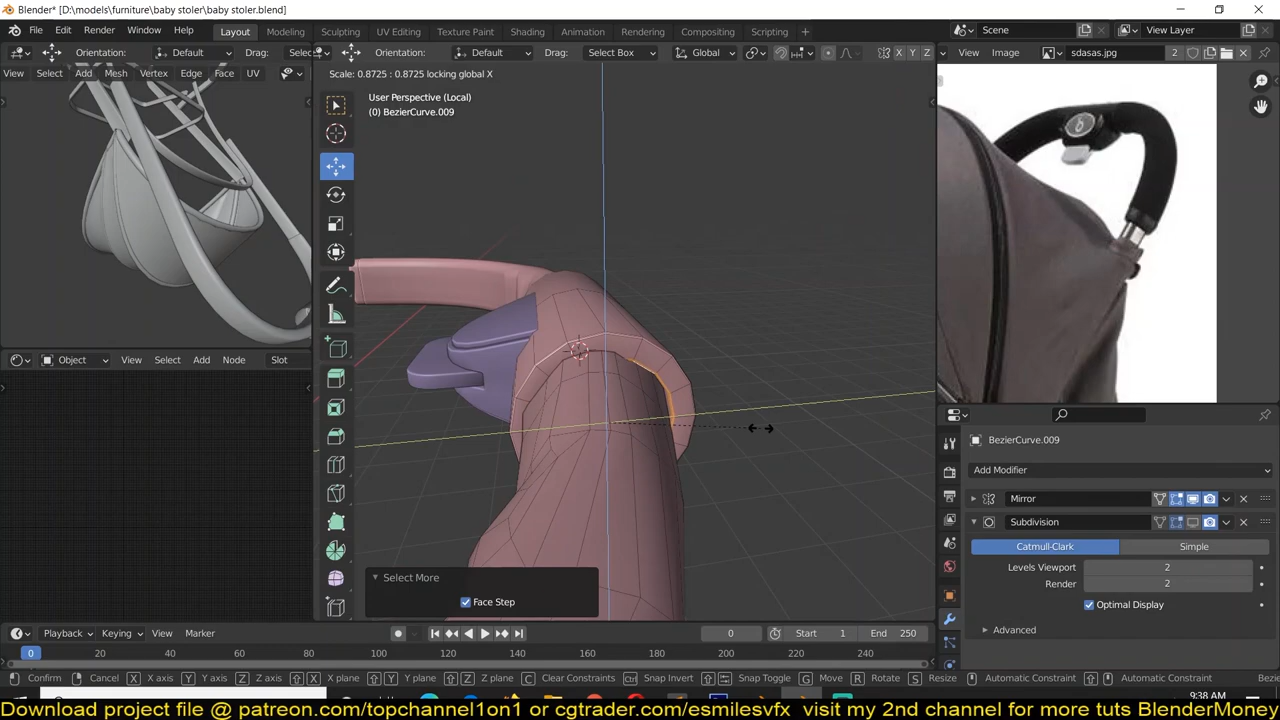 Blender* [D:\models\furniture\baby stoler\baby stoler.blend]
File Edit Render Window Help Layout Modeling Sculpting UV Editing Texture Paint Shading Animation Rendering Compositing Scripting + Scene View Layer
Orientation: Default Drag: Selec Orientation: Default Drag: Select Box Global X Y Z View Image sdasas.jpg 2
View Select Add Mesh Vertex Edge Face UV Scale: 0.8725 : 0.8725 locking global X
User Perspective (Local)
(0) BezierCurve.009
Object View Select Add Node Slot
BezierCurve.009
Add Modifier
Mirror
Subdivision
Catmull-Clark Simple
Levels Viewport 2
Render 2
Optimal Display
Advanced
Select More
Face Step
Playback Keying View Marker 0 Start 1 End 250
0 20 40 60 80 100 120 140 160 180 200 220 240
Confirm Cancel X X axis Y Y axis Z Z axis X X plane Y Y plane Z Z plane C Clear Constraints Ctrl Snap Invert Snap Toggle G Move R Rotate S Resize Automatic Constraint Automatic Constraint
9:38 AM
Download project file @ patreon.com/topchannel1on1 or cgtrader.com/esmilesvfx visit my 2nd channel for more tuts BlenderMoney